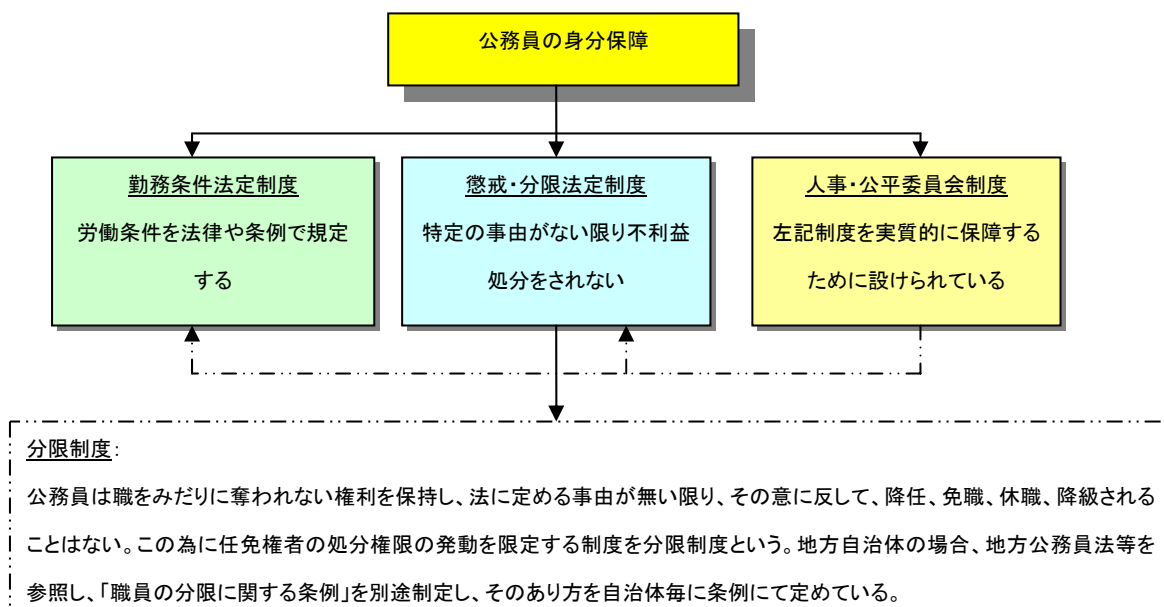 公務員の身分保障
勤務条件法定制度
労働条件を法律や条例で規定
する
懲戒・分限法定制度
特定の事由がない限り不利益
処分をされない
人事・公平委員会制度
左記制度を実質的に保障する
ために設けられている
分限制度:
公務員は職をみだりに奪われない権利を保持し、法に定める事由が無い限り、その意に反して、降任、免職、休職、降級される
ことはない。この為に任免権者の処分権限の発動を限定する制度を分限制度という。地方自治体の場合、地方公務員法等を
参照し、「職員の分限に関する条例」を別途制定し、そのあり方を自治体毎に条例にて定めている。